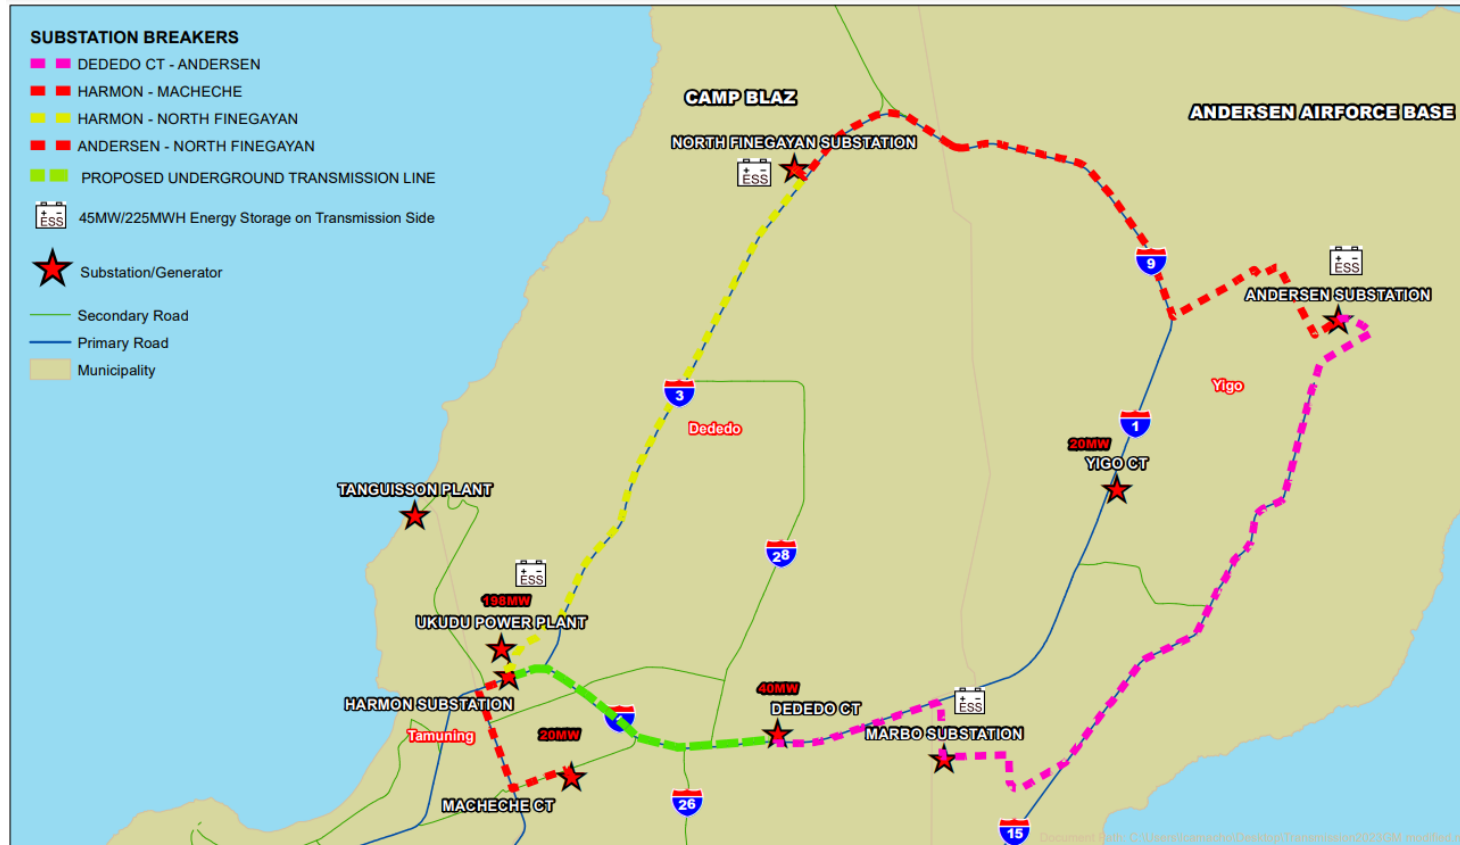 SUBSTATION BREAKERS
DEDEDO CT - ANDERSEN
HARMON - MACHECHE
HARMON - NORTH FINEGAYAN
ANDERSEN - NORTH FINEGAYAN
PROPOSED UNDERGROUND TRANSMISSION LINE
+ -
ESS
45MW/225MWH Energy Storage on Transmission Side
Substation/Generator
Secondary Road
Primary Road
Municipality
CAMP BLAZ
ANDERSEN AIRFORCE BASE
NORTH FINEGAYAN SUBSTATION
+ -
ESS
9
+ -
ESS
ANDERSEN SUBSTATION
3
Dededo
Yigo
1
20MW
YIGO CT
TANGUISSON PLANT
28
+ -
ESS
198MW
UKUDU POWER PLANT
HARMON SUBSTATION
40MW
DEDEDO CT
+ -
ESS
MARBO SUBSTATION
Tamuning
20MW
MACHECHE CT
26
15